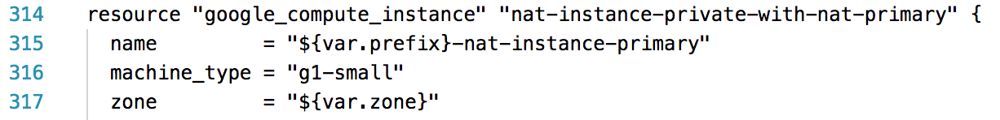 314 resource "google_compute_instance" "nat-instance-private-with-nat-primary" {
315 name = "${var.prefix}-nat-instance-primary"
316 machine_type = "g1-small"
317 zone = "${var.zone}"